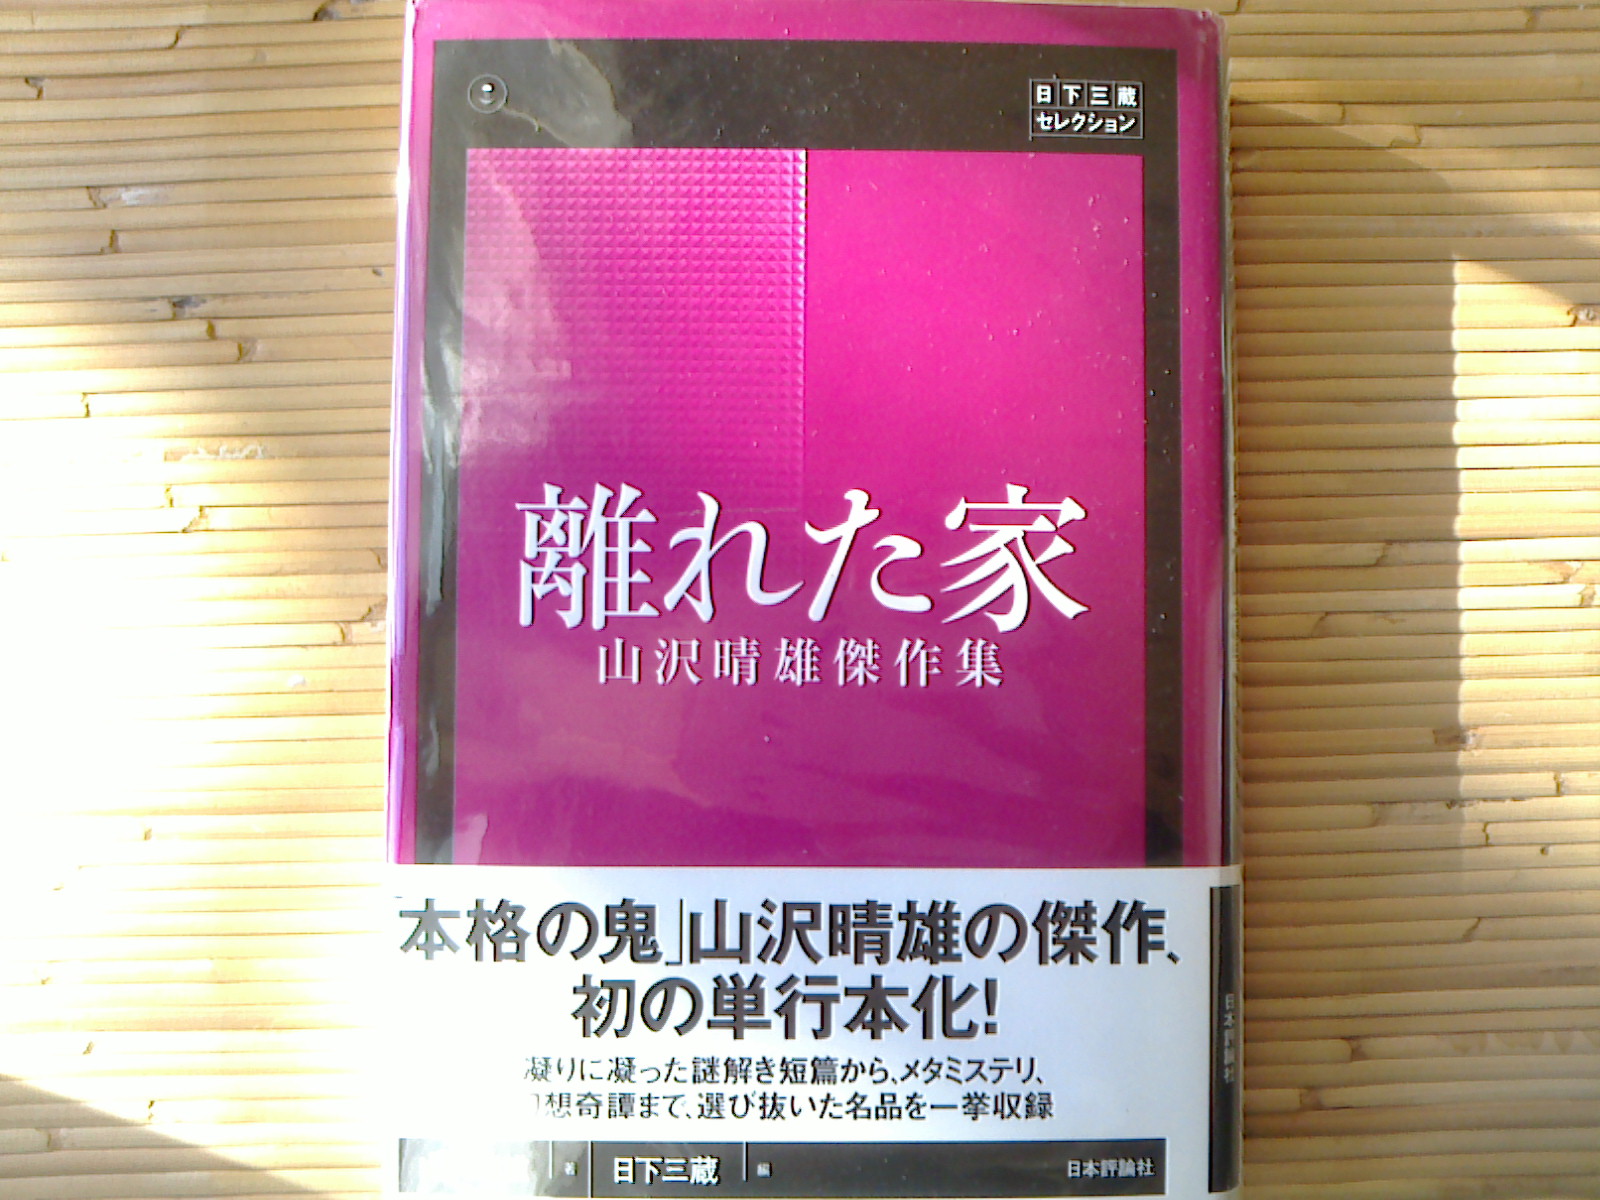 日下三蔵
セレクション
離れた家
山沢晴雄傑作集
「本格の鬼」山沢晴雄の傑作、
初の単行本化!
凝りに凝った謎解き短篇から、メタミステリ、
想奇譚まで、選び抜いた名品を一挙収録
著 日下三蔵 編 日本評論社
日本評論社